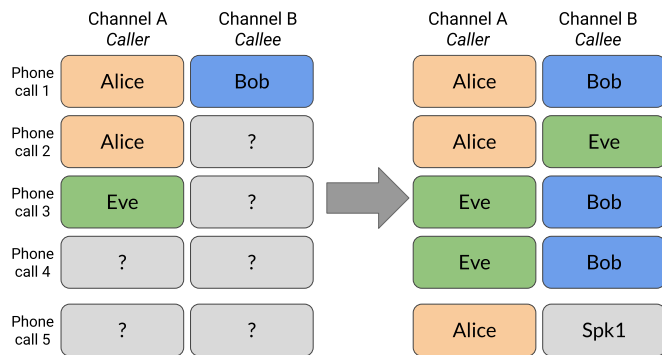 Channel A Channel B Channel A Channel B
Caller Callee Caller Callee
Phone call 1 Alice Bob Alice Bob
Phone call 2 Alice ? Alice Eve
Phone call 3 Eve ? Eve Bob
Phone call 4 ? ? Eve Bob
Phone call 5 ? ? Alice Spk1